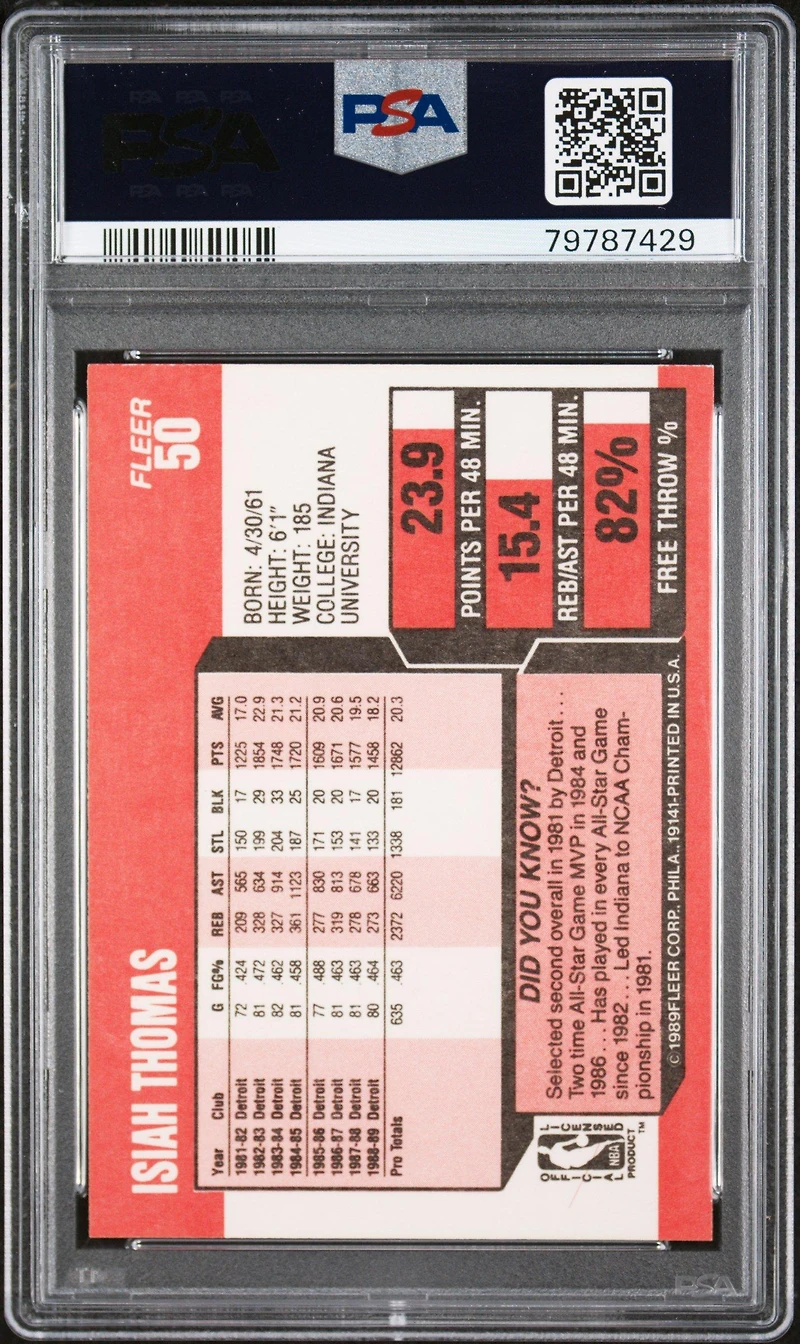 PSA
PSA PSA PSA
PSA
PSA PSA PSA
79787429
FLEER
50
ISIAH THOMAS
BORN: 4/30/61
HEIGHT: 6'1"
WEIGHT: 185
COLLEGE: INDIANA
UNIVERSITY
Year Club G FG% REB AST STL BLK PTS AVG
1981-82 Detroit 72 .424 209 565 150 17 1225 17.0
1982-83 Detroit 81 .472 328 634 199 29 1854 22.9
1983-84 Detroit 82 .462 327 914 204 33 1748 21.3
1984-85 Detroit 81 .458 361 1123 187 25 1720 21.2
1985-86 Detroit 77 .488 277 830 171 20 1609 20.9
1986-87 Detroit 81 .463 319 813 153 20 1671 20.6
1987-88 Detroit 81 .463 278 678 141 17 1577 19.5
1988-89 Detroit 80 .464 273 663 133 20 1458 18.2
Pro Totals 635 .463 2372 6220 1338 181 12862 20.3
23.9
POINTS PER 48 MIN.
15.4
REB/AST PER 48 MIN.
82%
FREE THROW %
DID YOU KNOW?
Selected second overall in 1981 by Detroit . . .
Two time All-Star Game MVP in 1984 and
1986 . . . Has played in every All-Star Game
since 1982 . . . Led Indiana to NCAA Cham-
pionship in 1981.
OFFICIAL LICENSED
NBA
PRODUCT™
©1989FLEER CORP., PHILA., 19141-PRINTED IN U.S.A.
PSA